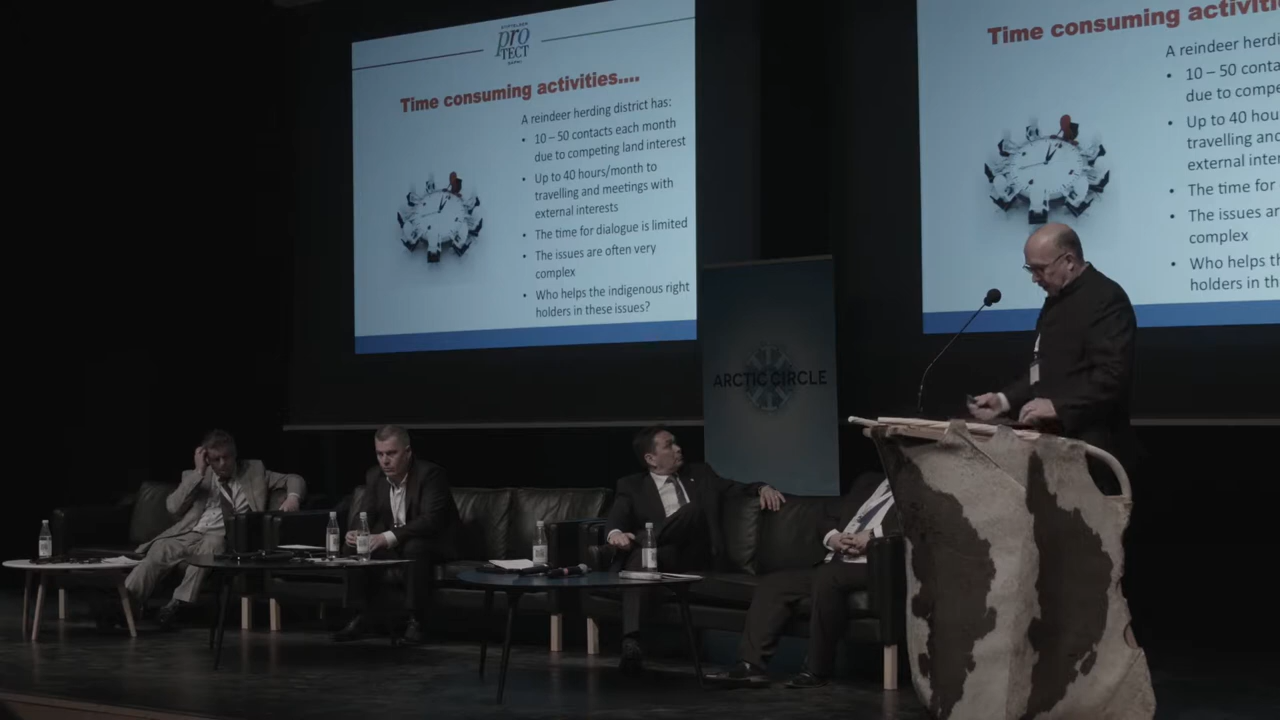 pro
TECT
SAPMI
Time consuming activities....
A reindeer herding district has:
• 10 – 50 contacts each month
due to competing land interest
• Up to 40 hours/month to
travelling and meetings with
external interests
• The time for dialogue is limited
• The issues are often very
complex
• Who helps the indigenous right
holders in these issues?
Time consuming activiti
A reindeer herdi
• 10 – 50 conta
due to compe
• Up to 40 hou
travelling and
external inter
• The time for
• The issues ar
complex
• Who helps th
holders in th
ARCTIC CIRCLE